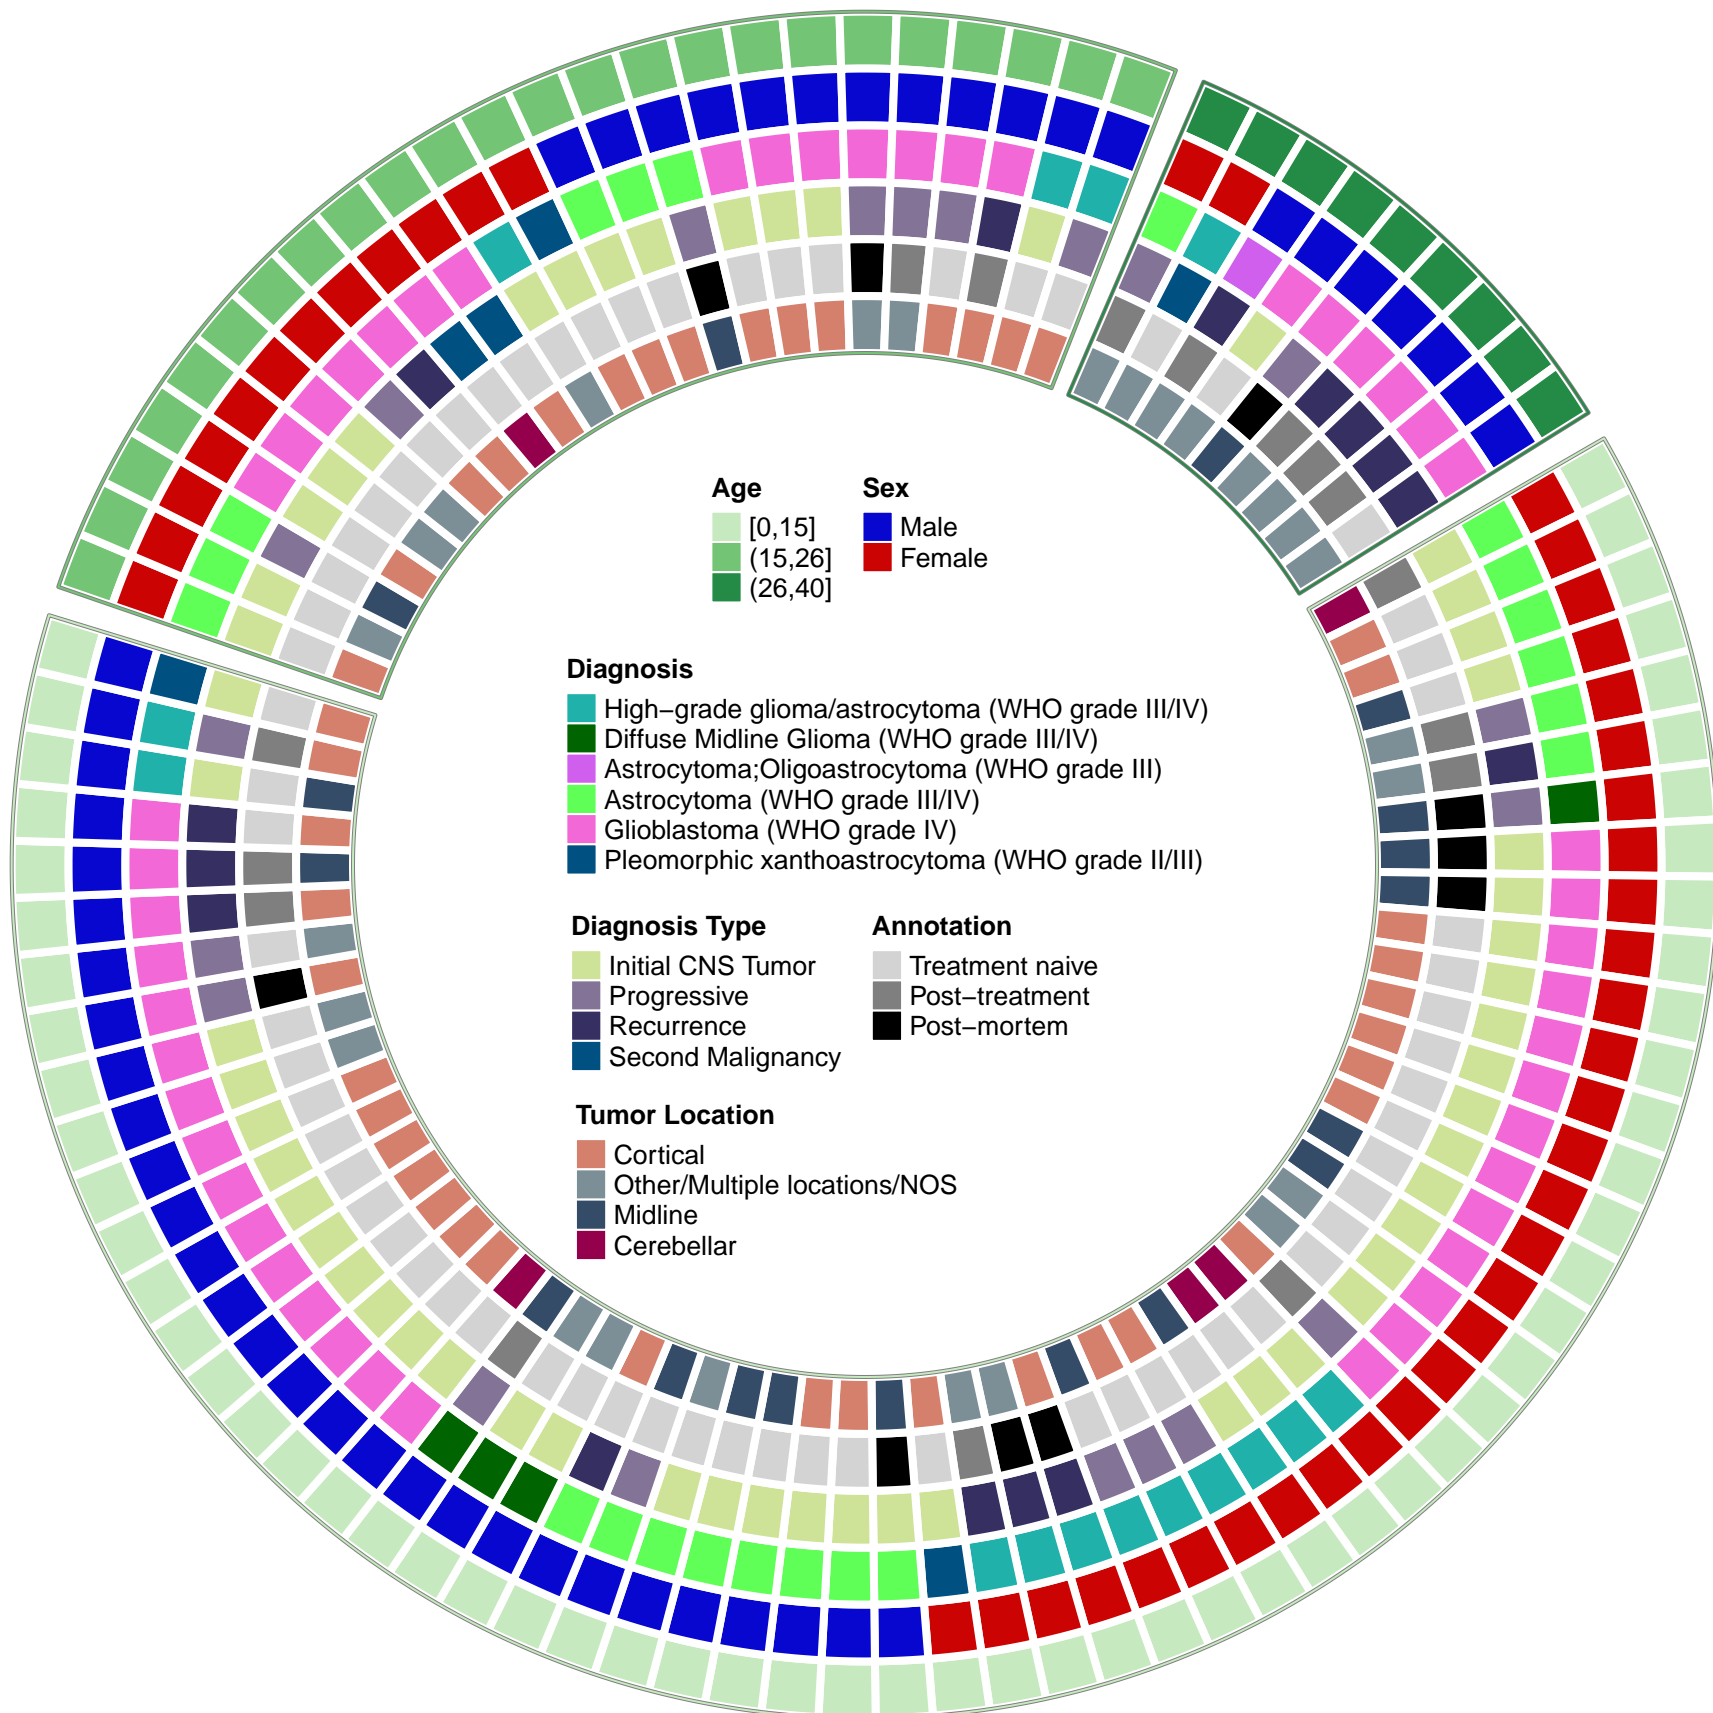 Age
[0,15]
(15,26]
(26,40]
Sex
Male
Female
Diagnosis
High−grade glioma/astrocytoma (WHO grade III/IV)
Diffuse Midline Glioma (WHO grade III/IV)
Astrocytoma;Oligoastrocytoma (WHO grade III)
Astrocytoma (WHO grade III/IV)
Glioblastoma (WHO grade IV)
Pleomorphic xanthoastrocytoma (WHO grade II/III)
Diagnosis Type
Initial CNS Tumor
Progressive
Recurrence
Second Malignancy
Annotation
Treatment naive
Post−treatment
Post−mortem
Tumor Location
Cortical
Other/Multiple locations/NOS
Midline
Cerebellar